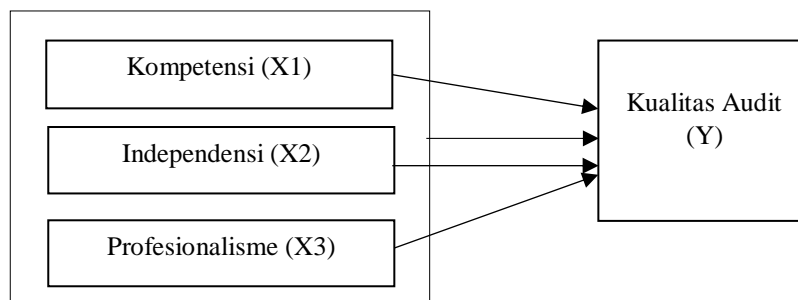 Kompetensi (X1)
Independensi (X2)
Profesionalisme (X3)
Kualitas Audit
(Y)